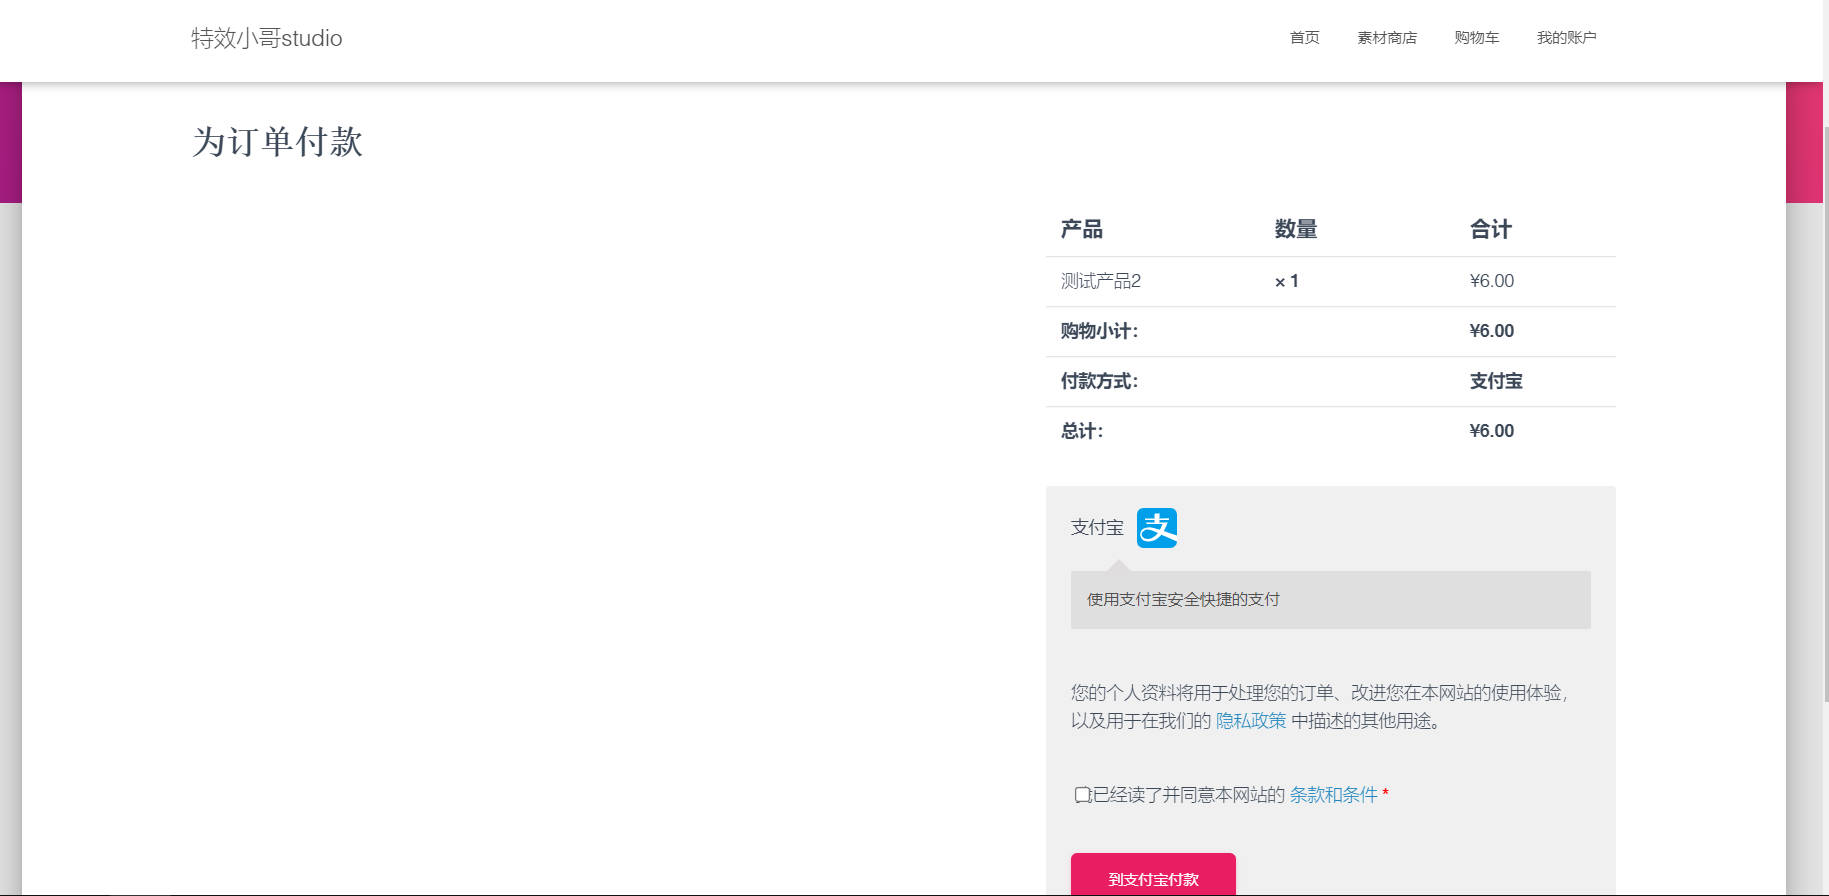 特效小哥studio
首页 素材商店 购物车 我的账户
为订单付款
产品 数量 合计
测试产品2 × 1 ¥6.00
购物小计： ¥6.00
付款方式： 支付宝
总计： ¥6.00
支付宝 支
使用支付宝安全快捷的支付
您的个人资料将用于处理您的订单、改进您在本网站的使用体验，
以及用于在我们的 隐私政策 中描述的其他用途。
已经读了并同意本网站的 条款和条件 *
到支付宝付款